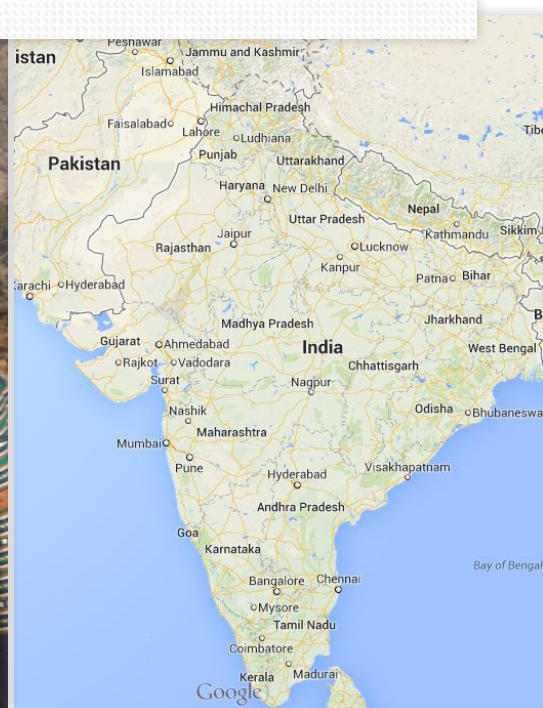 Peshawar
istan
Jammu and Kashmir
Islamabad
Himachal Pradesh
Faisalabad
Lahore
Ludhiana
Tibe
Punjab
Pakistan
Uttarakhand
Haryana
New Delhi
Nepal
Uttar Pradesh
Jaipur
Kathmandu
Sikkim
Rajasthan
Lucknow
Kanpur
Patna
Bihar
arachi
Hyderabad
Madhya Pradesh
Jharkhand
B
Gujarat
Ahmedabad
India
West Bengal
Rajkot
Vadodara
Chhattisgarh
Surat
Nagpur
Nashik
Odisha
Bhubaneswa
Maharashtra
Mumbai
Pune
Hyderabad
Visakhapatnam
Andhra Pradesh
Goa
Karnataka
Bay of Bengal
Bangalore
Chennai
Mysore
Tamil Nadu
Coimbatore
Kerala
Madurai
Google